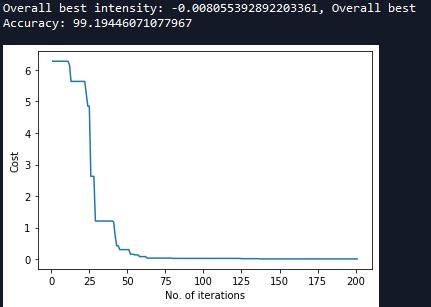 Overall best intensity: -0.008055392892203361, Overall best
Accuracy: 99.19446071077967
6
5
4
3
2
1
0
Cost
0 25 50 75 100 125 150 175 200
No. of iterations